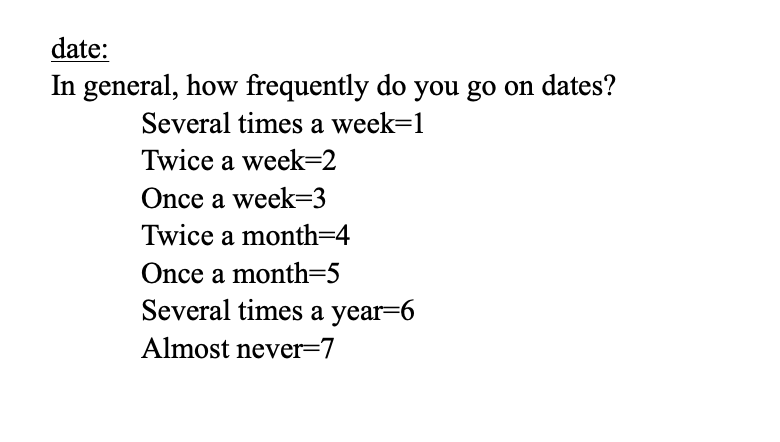 date:
In general, how frequently do you go on dates?
Several times a week=1
Twice a week=2
Once a week=3
Twice a month=4
Once a month=5
Several times a year=6
Almost never=7